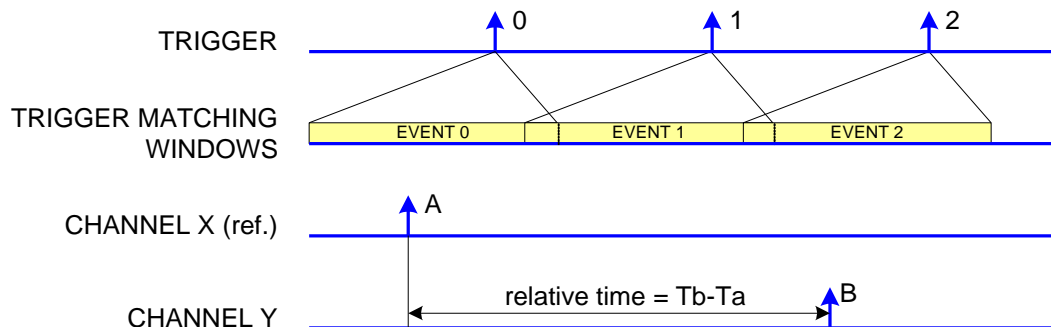 0
1
2
TRIGGER
TRIGGER MATCHING
WINDOWS
EVENT 0
EVENT 1
EVENT 2
CHANNEL X (ref.)
A
CHANNEL Y
relative time = Tb-Ta
B